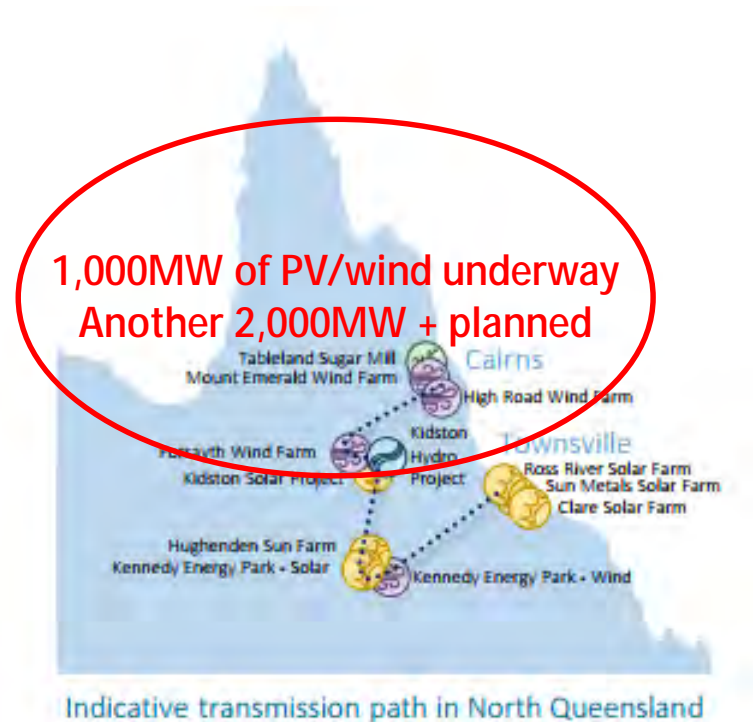 1,000MW of PV/wind underway
Another 2,000MW + planned
Tableland Sugar Mill
Cairns
Mount Emerald Wind Farm
High Road Wind Farm
Kidston
Hydro
Project
Forsayth Wind Farm
Kidston Solar Project
Townsville
Ross River Solar Farm
Sun Metals Solar Farm
Clare Solar Farm
Hughenden Sun Farm
Kennedy Energy Park - Solar
Kennedy Energy Park - Wind
Indicative transmission path in North Queensland